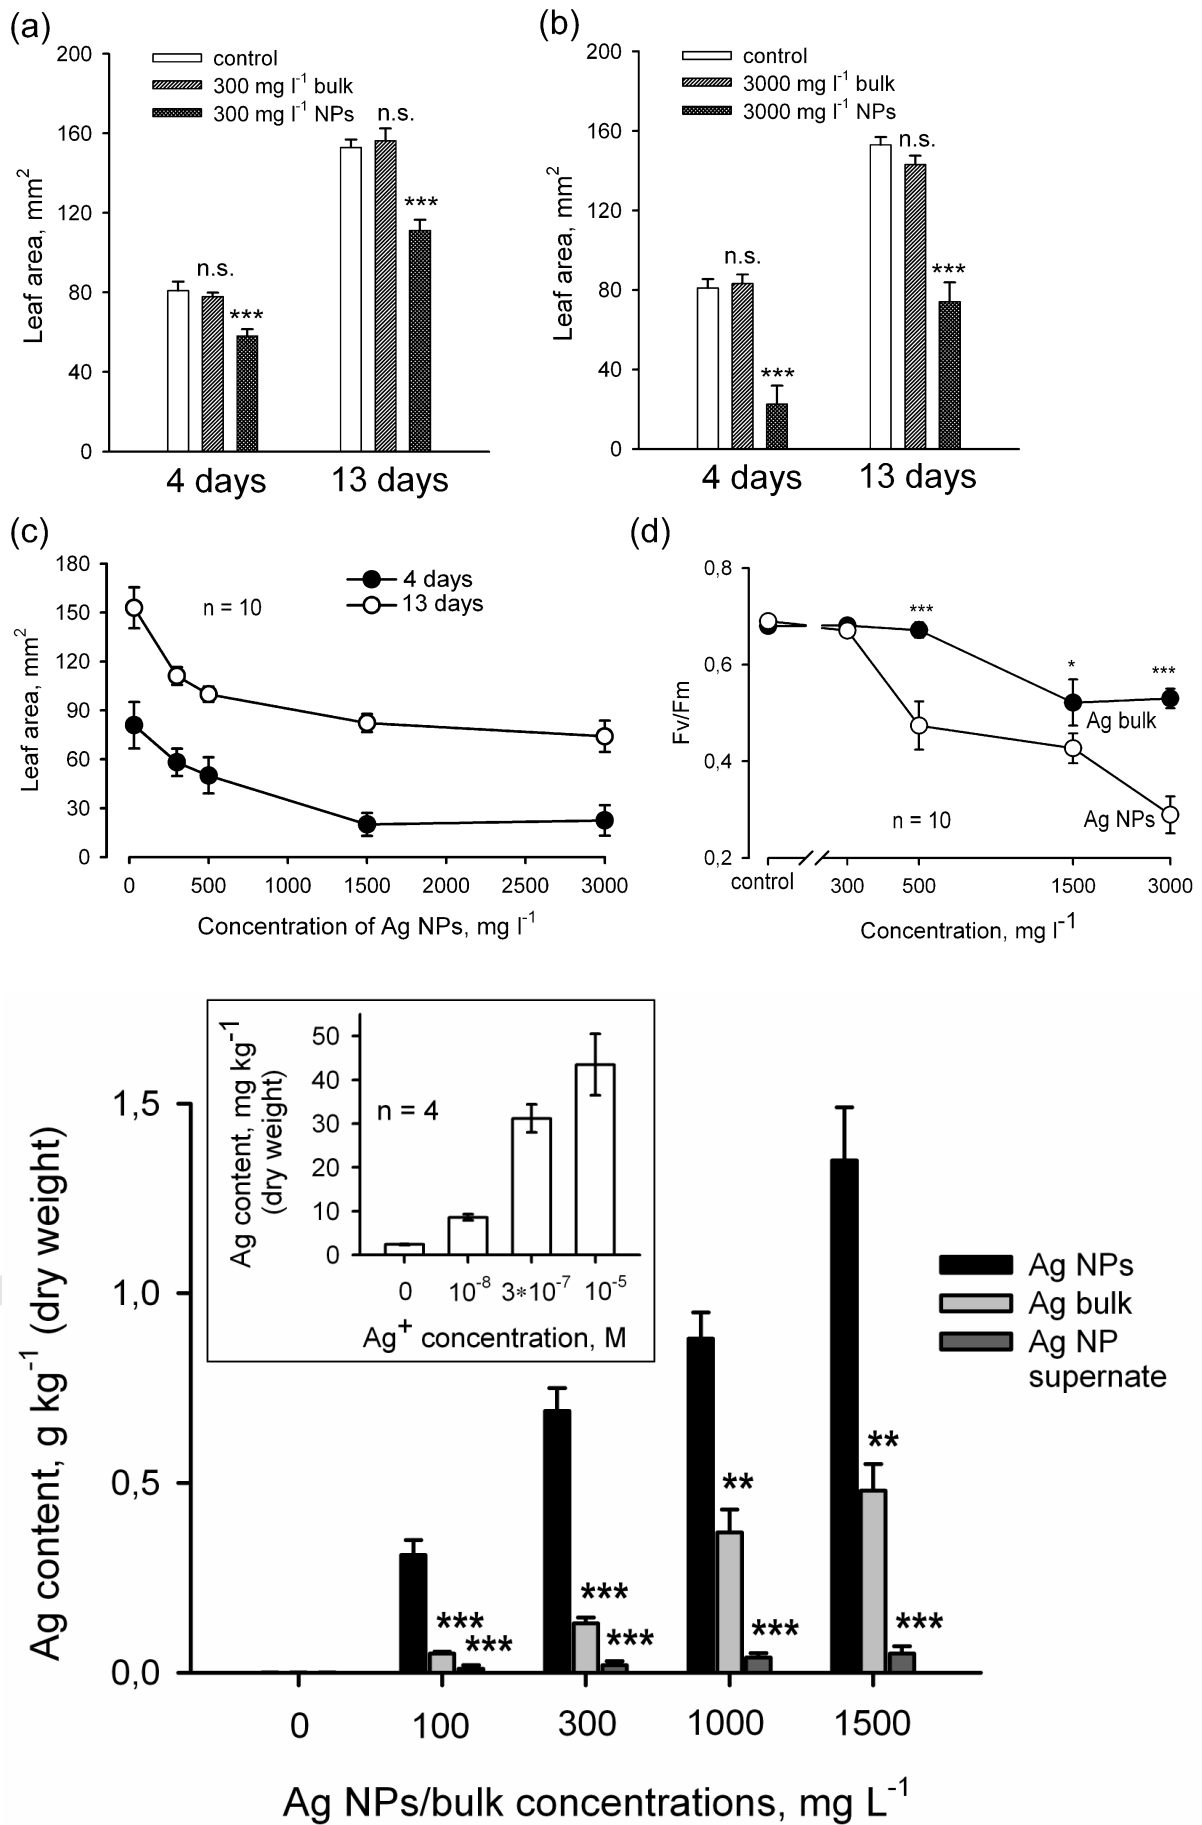 (a)
200
160
120
80
40
0
Leaf area, mm2
control
300 mg l-1 bulk
300 mg l-1 NPs
n.s.
***
n.s.
***
4 days
13 days
(b)
200
160
120
80
40
0
Leaf area, mm2
control
3000 mg l-1 bulk
3000 mg l-1 NPs
n.s.
***
n.s.
***
4 days
13 days
(c)
180
150
120
90
60
30
0
Leaf area, mm2
n = 10
4 days
13 days
0 500 1000 1500 2000 2500 3000
Concentration of Ag NPs, mg l-1
(d)
0,8
0,6
0,4
0,2
Fv/Fm
***
*
***
Ag bulk
Ag NPs
n = 10
control 300 500 1500 3000
Concentration, mg l-1
Ag content, mg kg-1
(dry weight)
50
40
30
20
10
0
n = 4
0 10-8 3*10-7 10-5
Ag+ concentration, M
Ag content, g kg-1 (dry weight)
1,5
1,0
0,5
0,0
Ag NPs
Ag bulk
Ag NP
supernate
***
***
***
***
**
***
**
***
0 100 300 1000 1500
Ag NPs/bulk concentrations, mg L-1